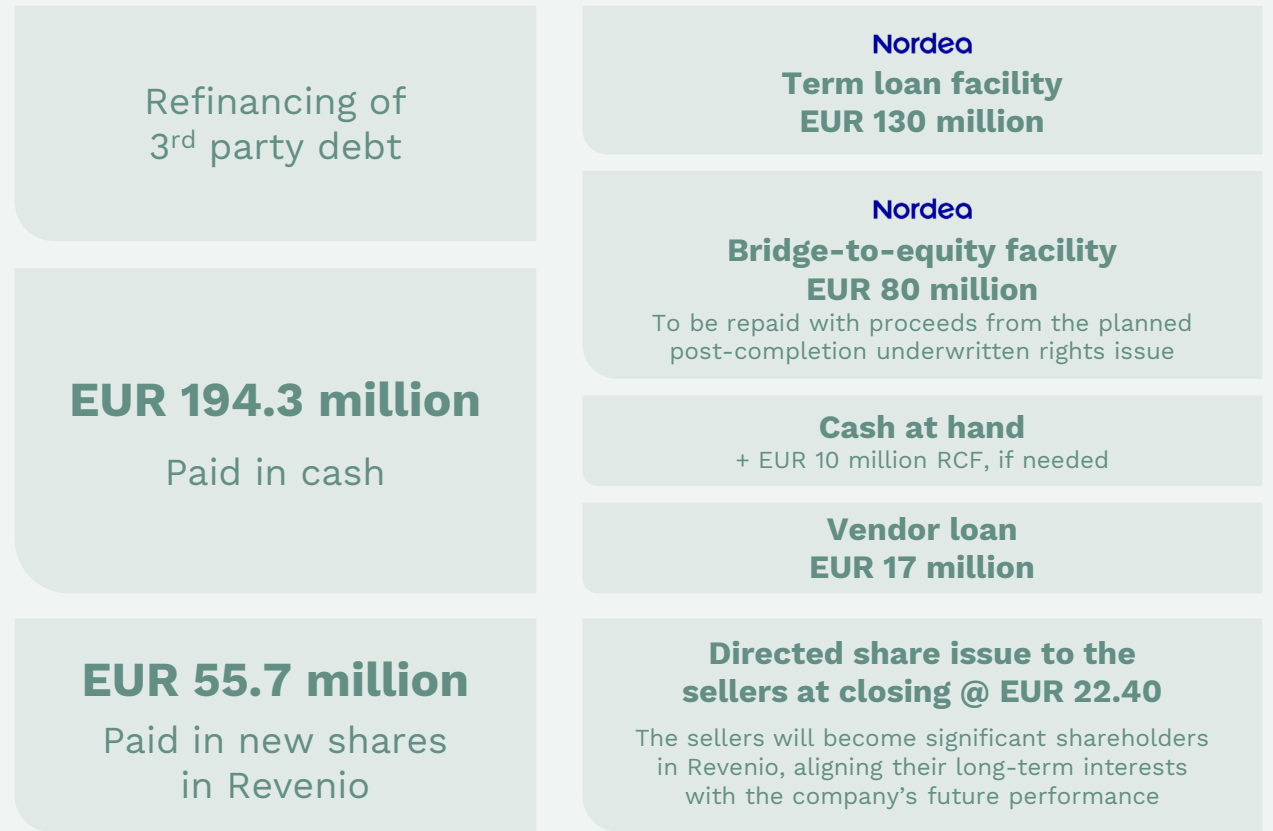 Refinancing of
3rd party debt
EUR 194.3 million
Paid in cash
EUR 55.7 million
Paid in new shares
in Revenio
Nordea
Term loan facility
EUR 130 million
Nordea
Bridge-to-equity facility
EUR 80 million
To be repaid with proceeds from the planned
post-completion underwritten rights issue
Cash at hand
+ EUR 10 million RCF, if needed
Vendor loan
EUR 17 million
Directed share issue to the
sellers at closing @ EUR 22.40
The sellers will become significant shareholders
in Revenio, aligning their long-term interests
with the company’s future performance